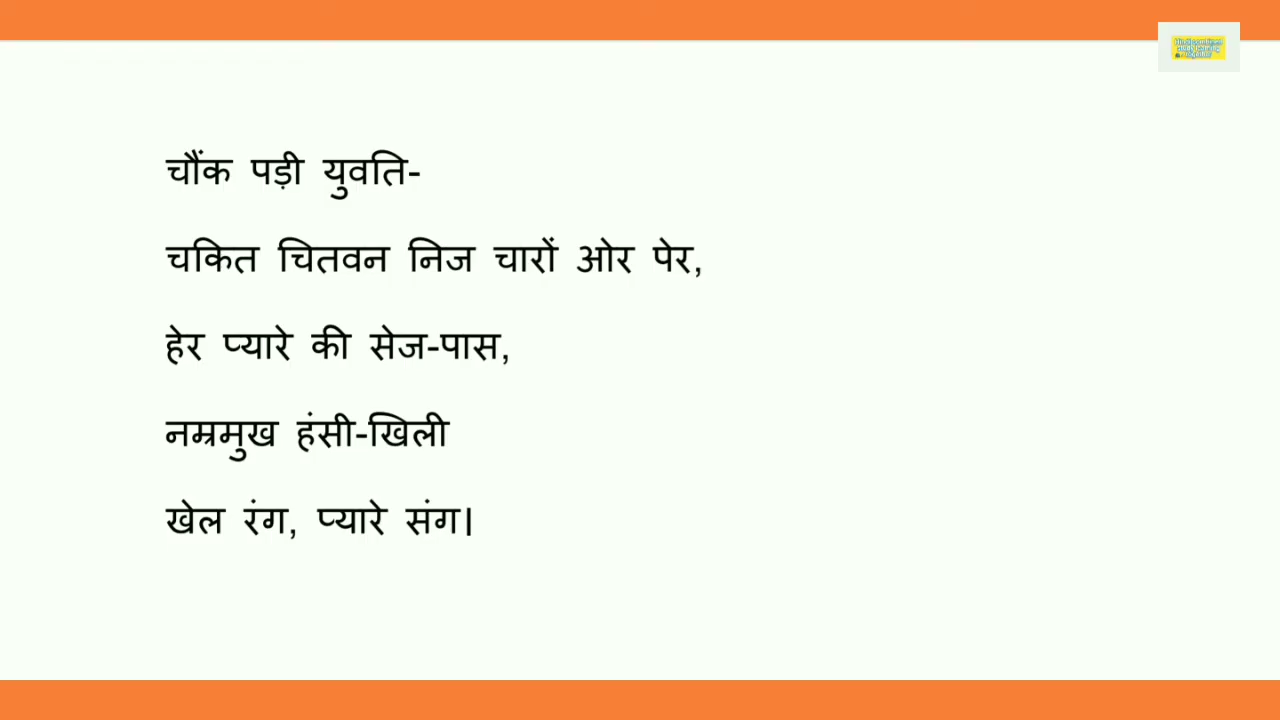 चौंक पड़ी युवति-
चकित चितवन निज चारों ओर पेर,
हेर प्यारे की सेज-पास,
नम्रमुख हंसी-खिली
खेल रंग, प्यारे संग।